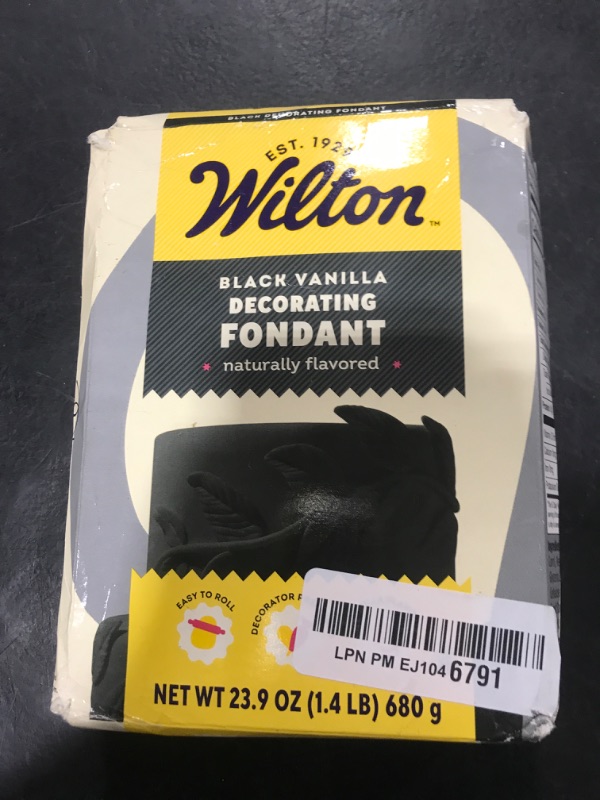 BLACK DECORATING FONDANT
EST. 192
Wilton™
BLACK VANILLA
DECORATING
FONDANT
* naturally flavored *
EASY TO ROLL
DECORATOR
LPN PM EJ104 6791
NET WT 23.9 OZ (1.4 LB) 680 g